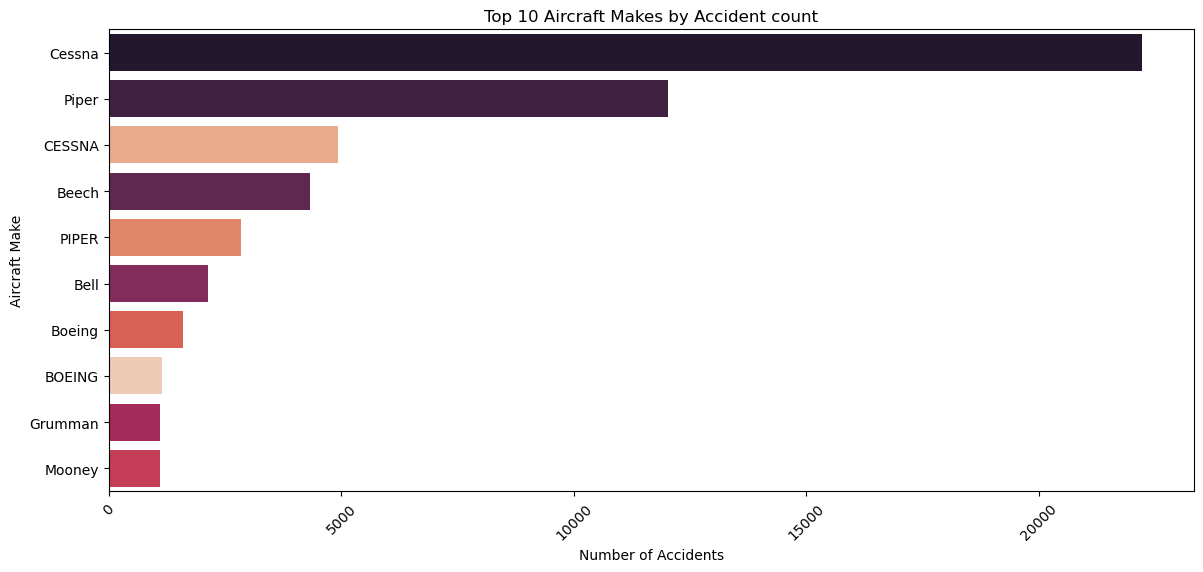 Top 10 Aircraft Makes by Accident count
Aircraft Make
Cessna
Piper
CESSNA
Beech
PIPER
Bell
Boeing
BOEING
Grumman
Mooney
0
5000
10000
15000
20000
Number of Accidents